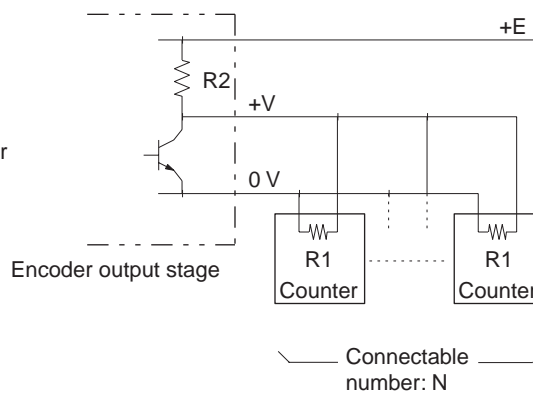 +E
R2
+V
r
0 V
Encoder output stage
R1
R1
Counter
Counter
Connectable
number: N